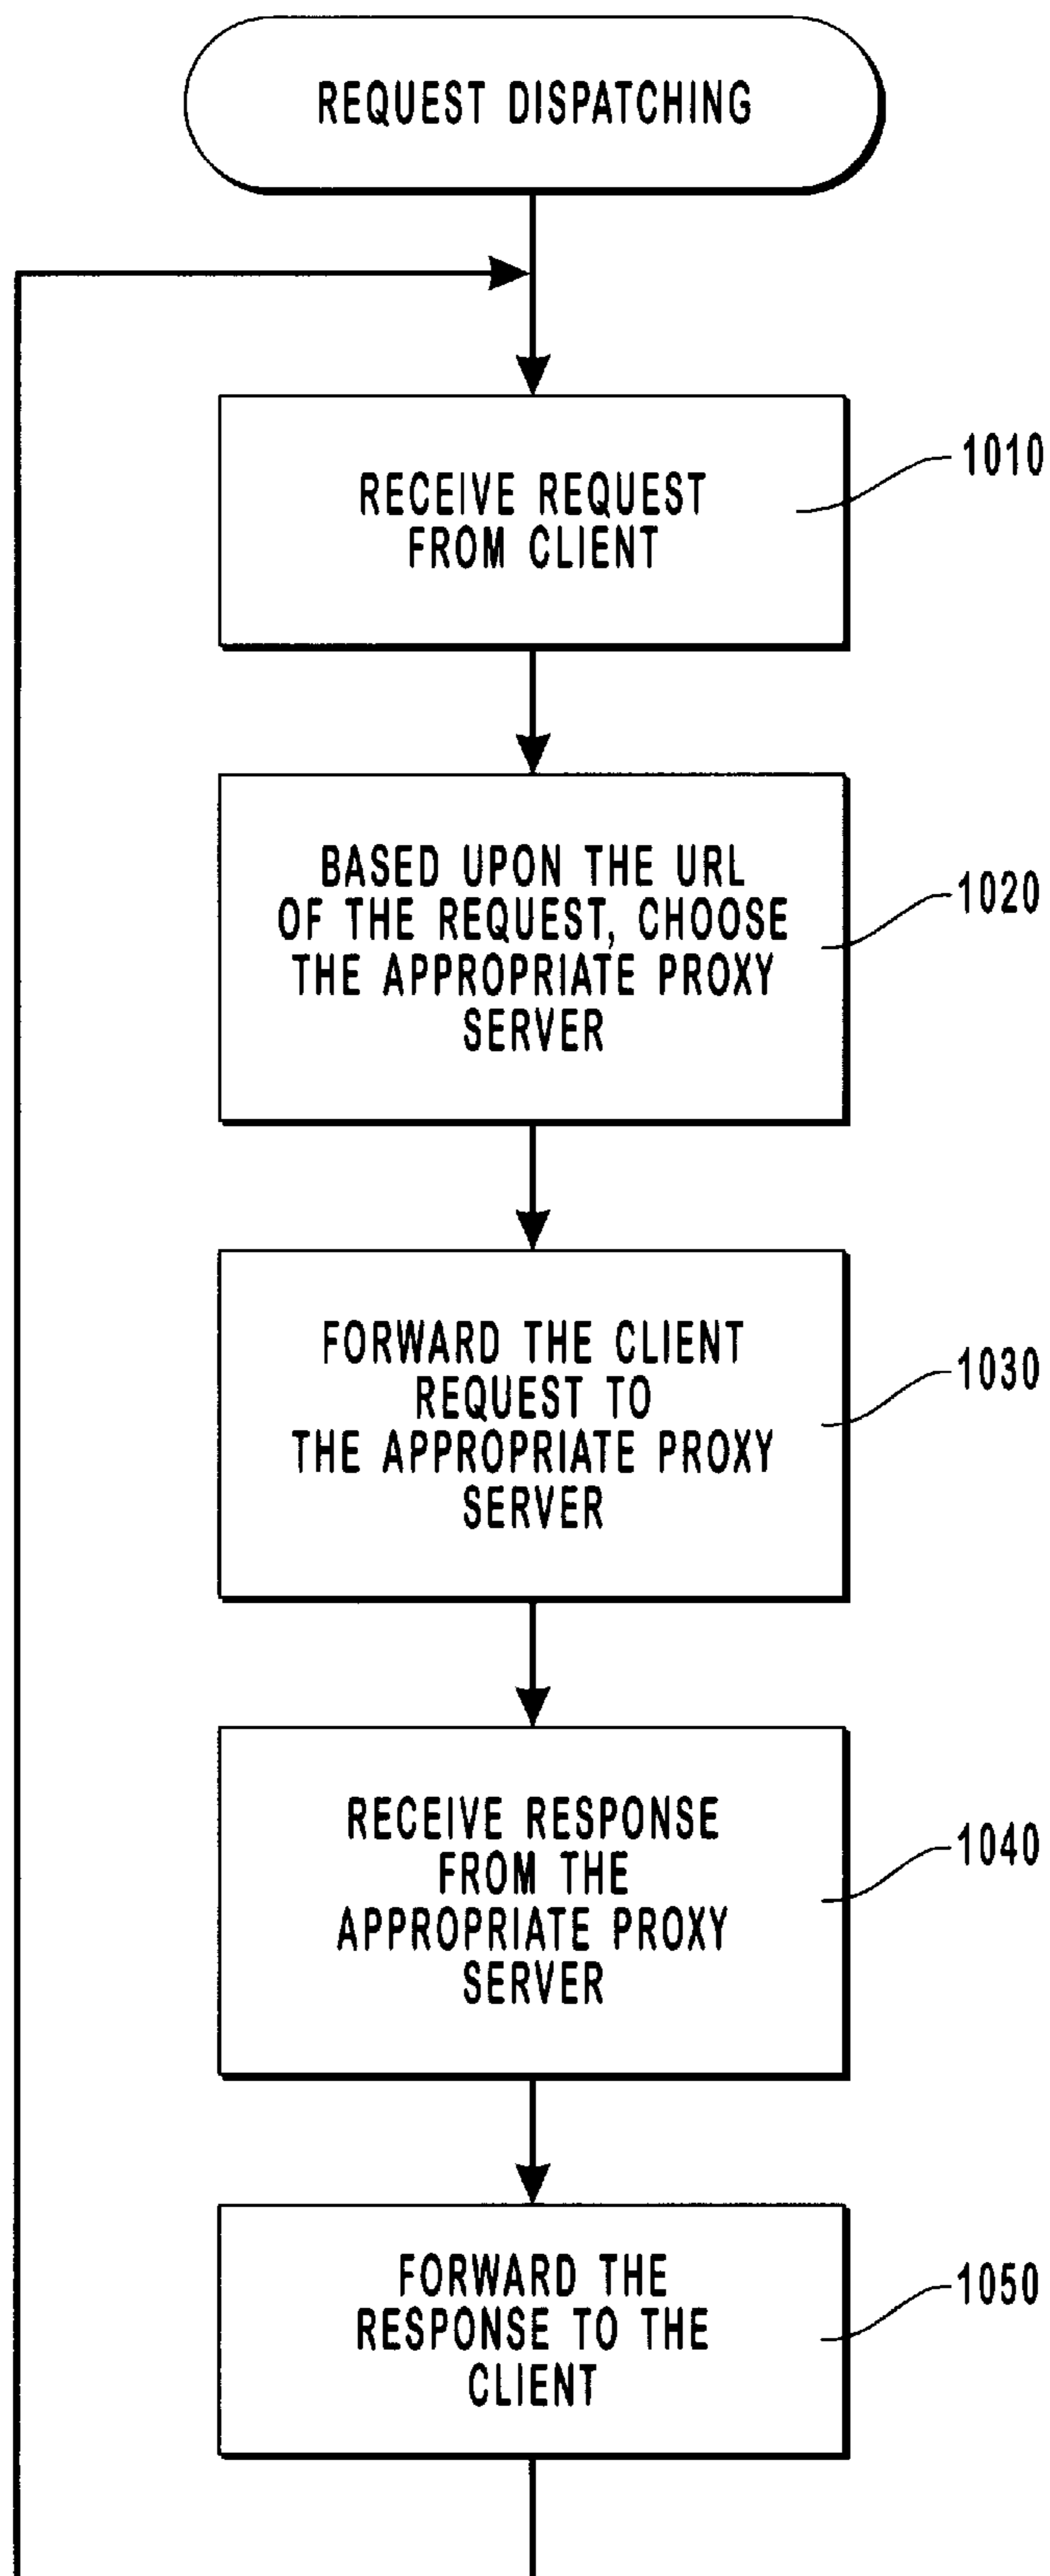 REQUEST DISPATCHING
RECEIVE REQUEST
FROM CLIENT
1010
BASED UPON THE URL
OF THE REQUEST, CHOOSE
THE APPROPRIATE PROXY
SERVER
1020
FORWARD THE CLIENT
REQUEST TO
THE APPROPRIATE PROXY
SERVER
1030
RECEIVE RESPONSE
FROM THE
APPROPRIATE PROXY
SERVER
1040
FORWARD THE
RESPONSE TO THE
CLIENT
1050